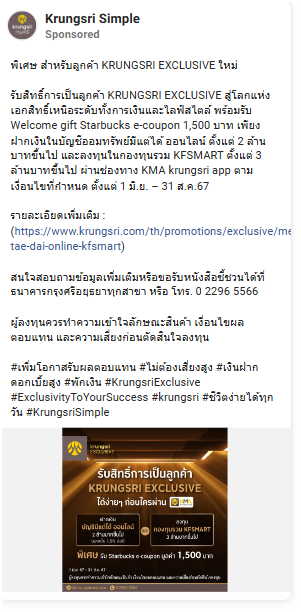 Krungsri Simple
Sponsored
พิเศษ สำหรับลูกค้า KRUNGSRI EXCLUSIVE ใหม่
รับสิทธิ์การเป็นลูกค้า KRUNGSRI EXCLUSIVE สู่โลกแห่ง
เอกสิทธิ์เหนือระดับทั้งการเงินและไลฟ์สไตล์ พร้อมรับ
Welcome gift Starbucks e-coupon 1,500 บาท เพียง
ฝากเงินในบัญชีออมทรัพย์มีแต่ได้ ออนไลน์ ตั้งแต่ 2 ล้าน
บาทขึ้นไป และลงทุนในกองทุนรวม KFSMART ตั้งแต่ 3
ล้านบาทขึ้นไป ผ่านช่องทาง KMA krungsri app ตาม
เงื่อนไขที่กำหนด ตั้งแต่ 1 มิ.ย. – 31 ส.ค.67
รายละเอียดเพิ่มเติม :
(https://www.krungsri.com/th/promotions/exclusive/me
tae-dai-online-kfsmart)
สนใจสอบถามข้อมูลเพิ่มเติมหรือขอรับหนังสือชี้ชวนได้ที่
ธนาคารกรุงศรีอยุธยาทุกสาขา หรือ โทร. 0 2296 5566
ผู้ลงทุนควรทำความเข้าใจลักษณะสินค้า เงื่อนไขผล
ตอบแทน และความเสี่ยงก่อนตัดสินใจลงทุน
#เพิ่มโอกาสรับผลตอบแทน #ไม่ต้องเสี่ยงสูง #เงินฝาก
ดอกเบี้ยสูง #พักเงิน #KrungsriExclusive
#ExclusivityToYourSuccess #krungsri #ชีวิตง่ายได้ทุก
วัน #KrungsriSimple
krungsri
EXCLUSIVE
รับสิทธิ์การเป็นลูกค้า
KRUNGSRI EXCLUSIVE
ได้ง่ายๆ ก่อนใครผ่าน
ฝากเงิน
บัญชีมีแต่ได้ ออนไลน์
2 ล้านบาทขึ้นไป
ลงทุน
กองทุนรวม KFSMART
3 ล้านบาทขึ้นไป
พิเศษ รับ Starbucks e-coupon มูลค่า 1,500 บาท